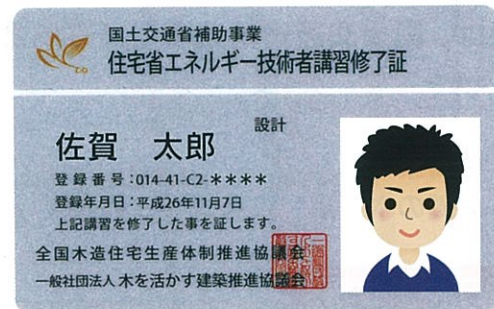 国土交通省補助事業
住宅省エネルギー技術者講習修了証
設計
佐賀 太郎
登録番号:014-41-C2-＊＊＊＊
登録年月日:平成26年11月7日
上記講習を修了した事を証します。
全国木造住宅生産体制推進協議会
一般社団法人 木を活かす建築推進協議会